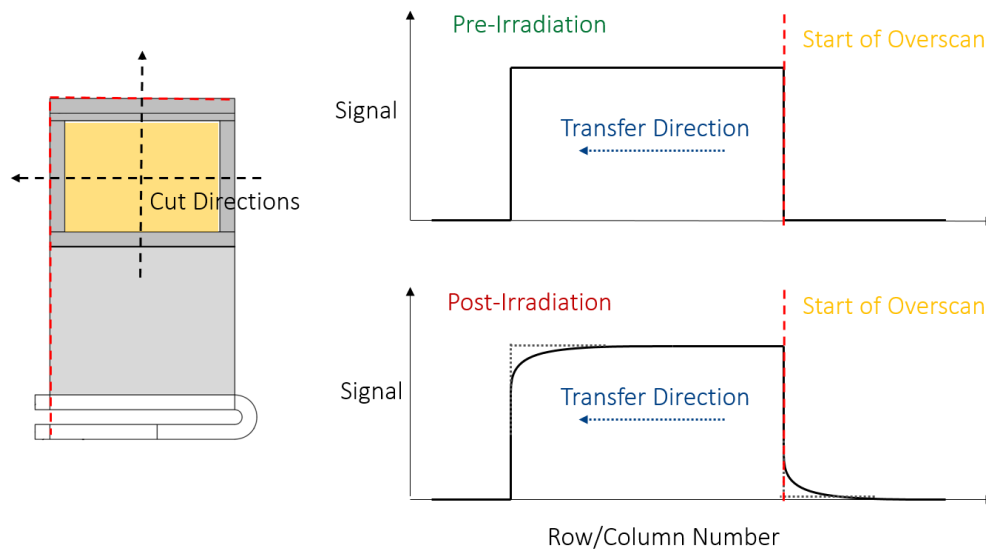 Pre-Irradiation
Start of Overscan
Signal
Transfer Direction
Cut Directions
Post-Irradiation
Start of Overscan
Signal
Transfer Direction
Row/Column Number